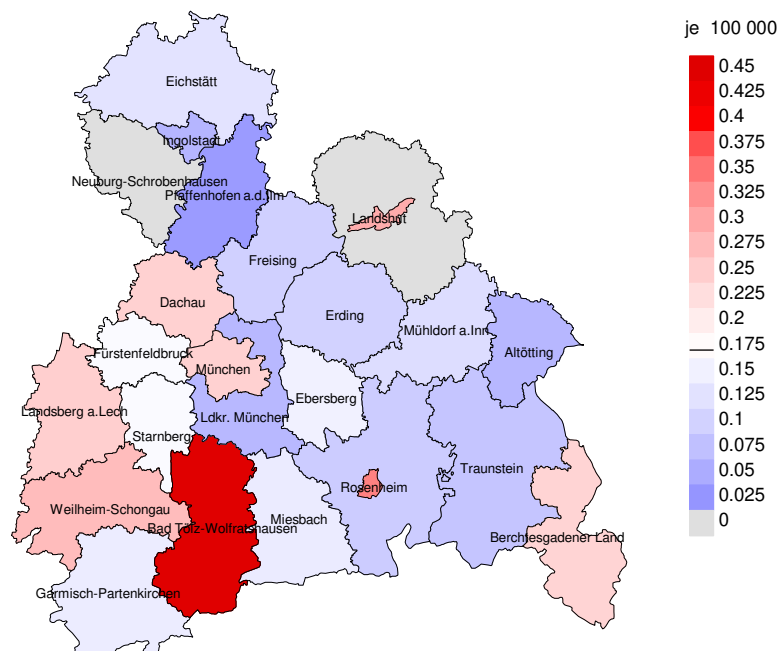 je 100 000
0.45
0.425
0.4
0.375
0.35
0.325
0.3
0.275
0.25
0.225
0.2
0.175
0.15
0.125
0.1
0.075
0.05
0.025
0
Eichstätt
Ingolstadt
Neuburg-Schrobenhausen
Pfaffenhofen a.d.Ilm
Landshut
Freising
Dachau
Erding
Mühldorf a.Inn
Fürstenfeldbruck
Altötting
München
Ebersberg
Landsberg a.Lech
Ldkr. München
Starnberg
Traunstein
Rosenheim
Weilheim-Schongau
Miesbach
Bad Tölz-Wolfratshausen
Berchtesgadener Land
Garmisch-Partenkirchen